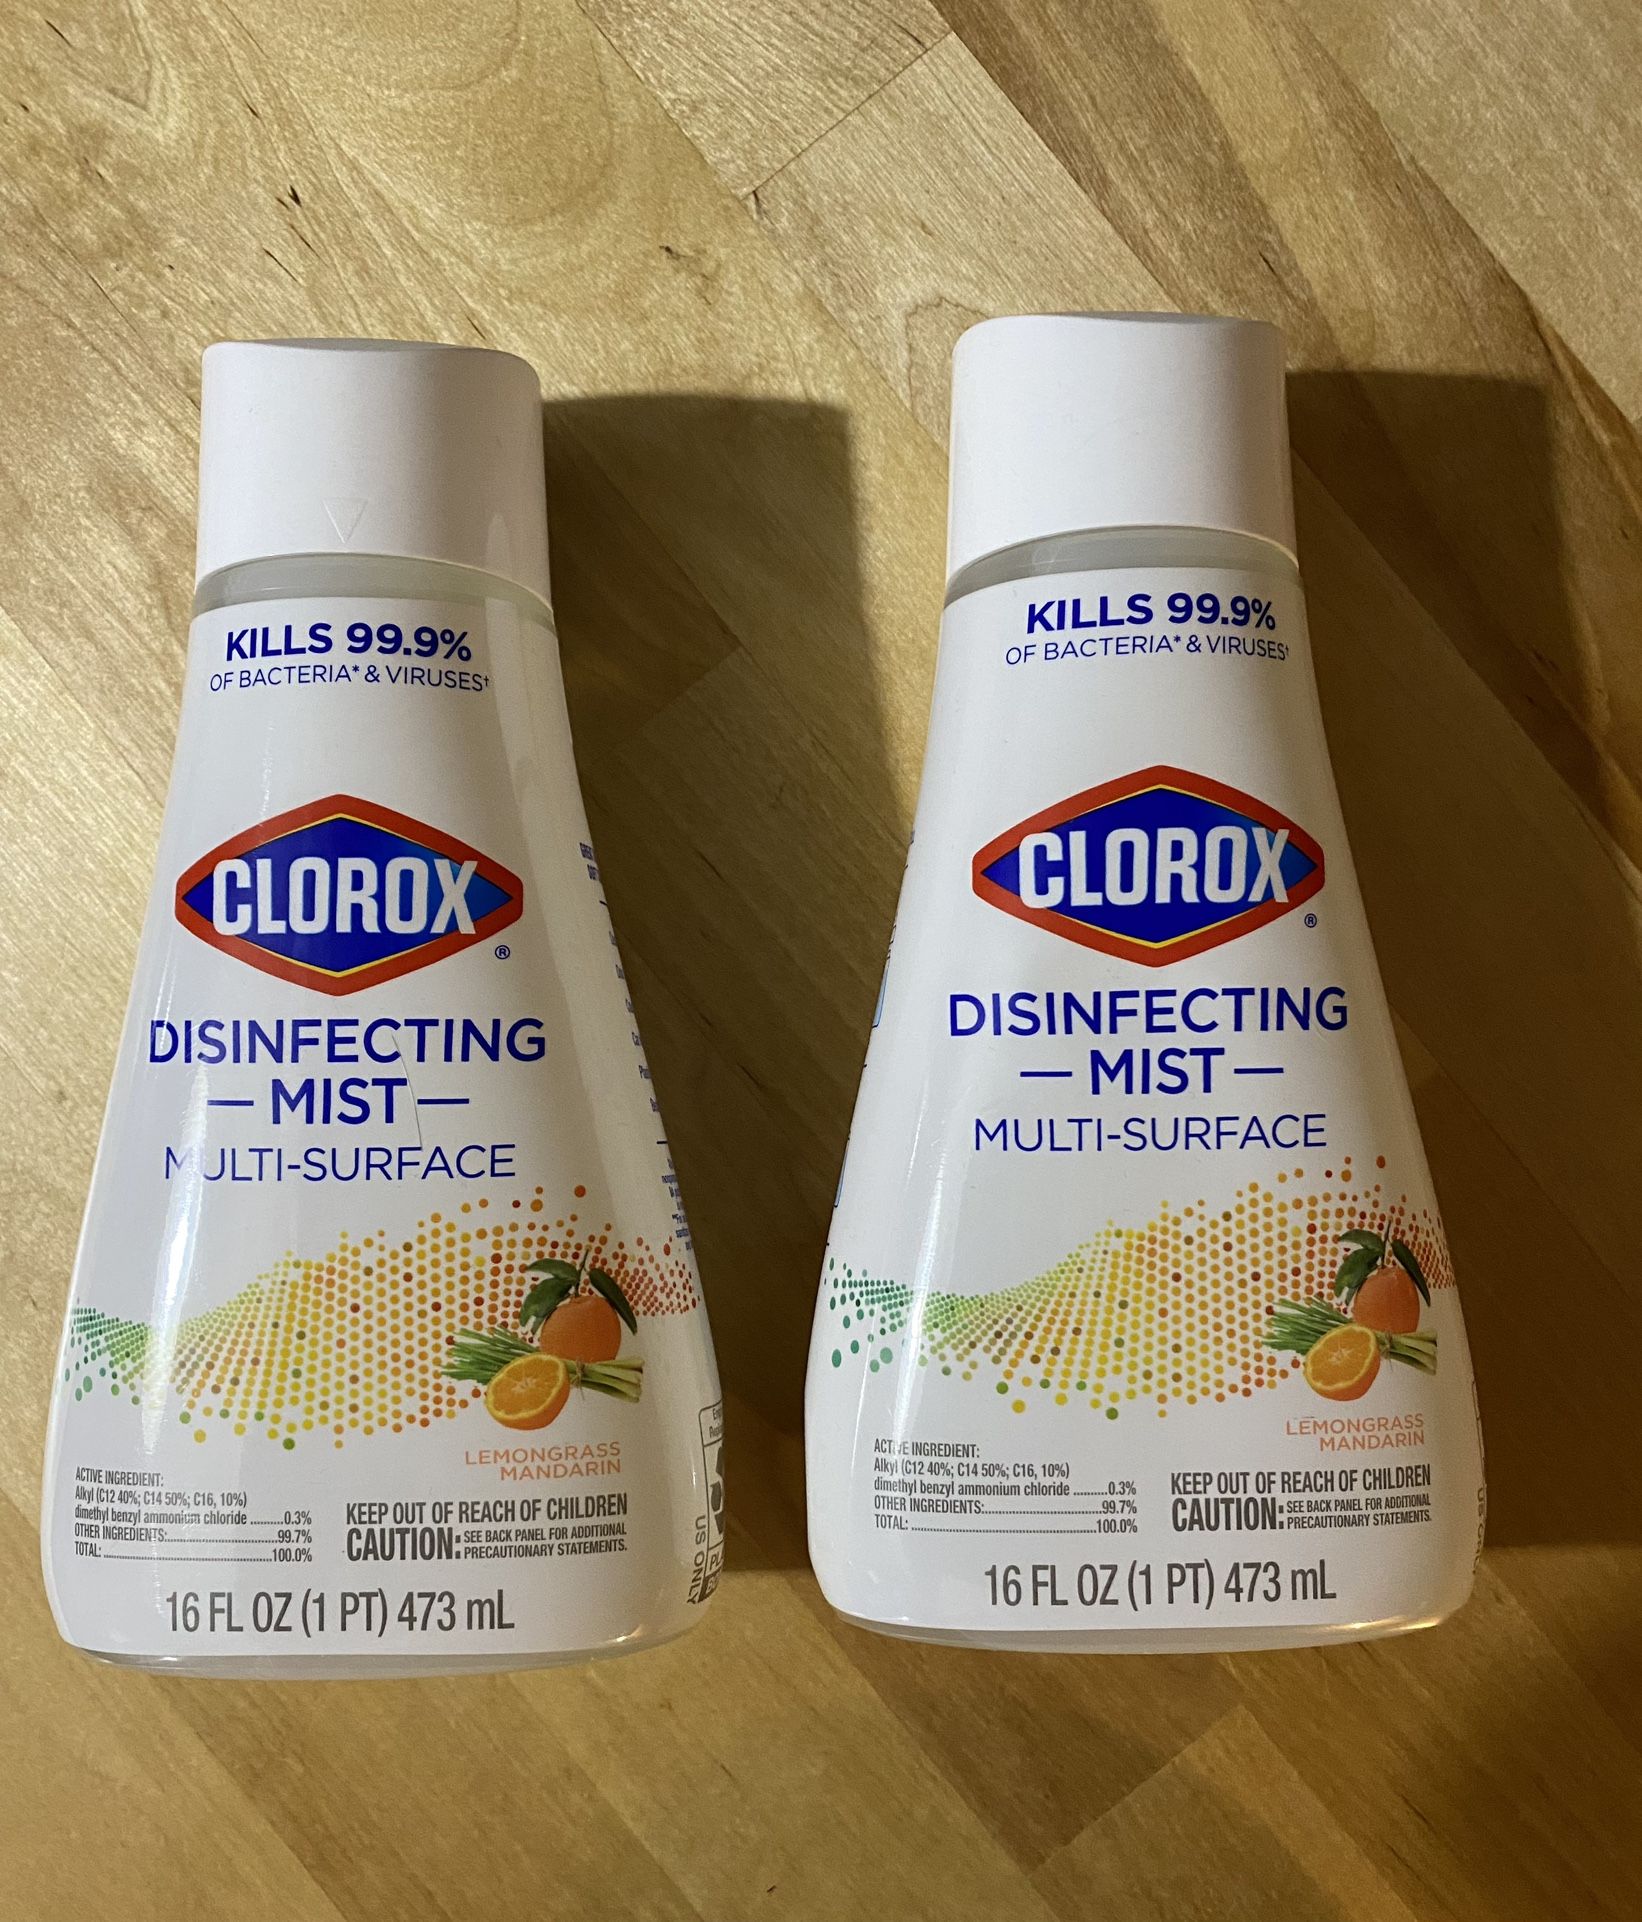 KILLS 99.9%
OF BACTERIA* & VIRUSES†
CLOROX
®
DISINFECTING
— MIST —
MULTI-SURFACE
LEMONGRASS
MANDARIN
ACTIVE INGREDIENT:
Alkyl (C12 40%; C14 50%; C16, 10%)
dimethyl benzyl ammonium chloride ..........0.3%
OTHER INGREDIENTS:..............................99.7%
TOTAL: .............................................100.0%
KEEP OUT OF REACH OF CHILDREN
CAUTION: SEE BACK PANEL FOR ADDITIONAL
PRECAUTIONARY STATEMENTS.
16 FL OZ (1 PT) 473 mL
US ONLY
KILLS 99.9%
OF BACTERIA* & VIRUSES†
CLOROX
®
DISINFECTING
— MIST —
MULTI-SURFACE
LEMONGRASS
MANDARIN
ACTIVE INGREDIENT:
Alkyl (C12 40%; C14 50%; C16, 10%)
dimethyl benzyl ammonium chloride ..........0.3%
OTHER INGREDIENTS:..............................99.7%
TOTAL: .............................................100.0%
KEEP OUT OF REACH OF CHILDREN
CAUTION: SEE BACK PANEL FOR ADDITIONAL
PRECAUTIONARY STATEMENTS.
16 FL OZ (1 PT) 473 mL
US ONLY